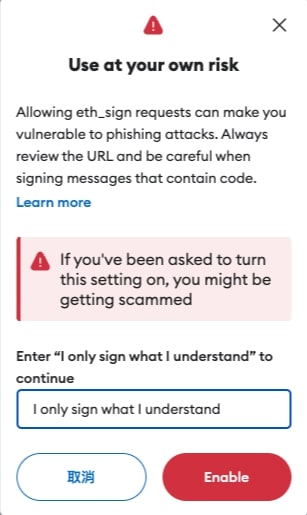 Use at your own risk
Allowing eth_sign requests can make you
vulnerable to phishing attacks. Always
review the URL and be careful when
signing messages that contain code.
Learn more
If you've been asked to turn
this setting on, you might be
getting scammed
Enter “I only sign what I understand” to
continue
I only sign what I understand
取消
Enable